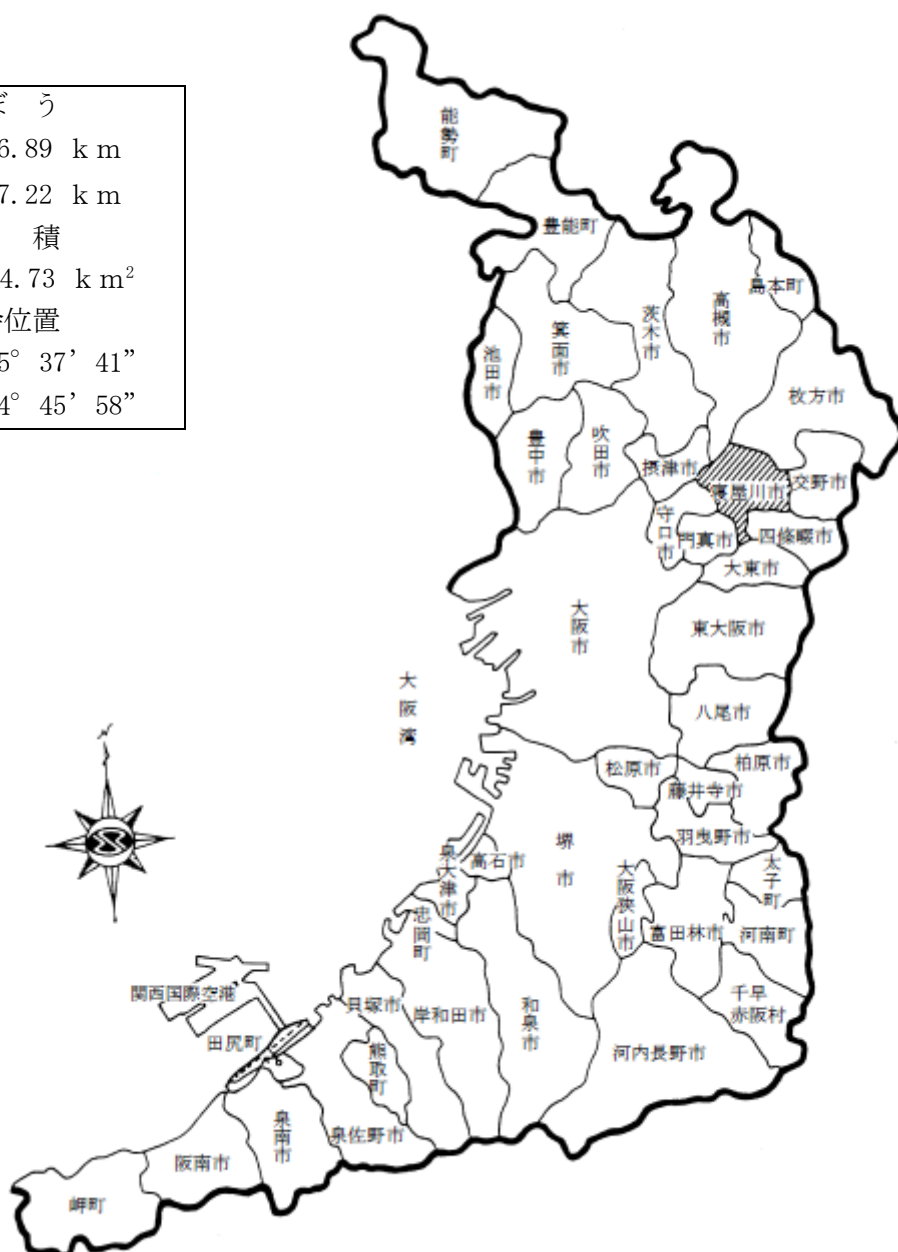 ぼう
6.89 km
7.22 km
積
4.73 km²
位置
5° 37’ 41”
4° 45’ 58”
能勢町
豊能町
島本町
高槻市
茨木市
箕面市
池田市
枚方市
豊中市
吹田市
摂津市
寝屋川市
交野市
守口市
門真市
四條畷市
大東市
大阪市
東大阪市
大阪湾
八尾市
松原市
柏原市
藤井寺市
羽曳野市
堺市
高石市
泉大津市
太子町
大阪狭山市
忠岡町
富田林市
河南町
関西国際空港
貝塚市
岸和田市
和泉市
千早
赤阪村
田尻町
熊取町
河内長野市
泉南市
泉佐野市
阪南市
岬町